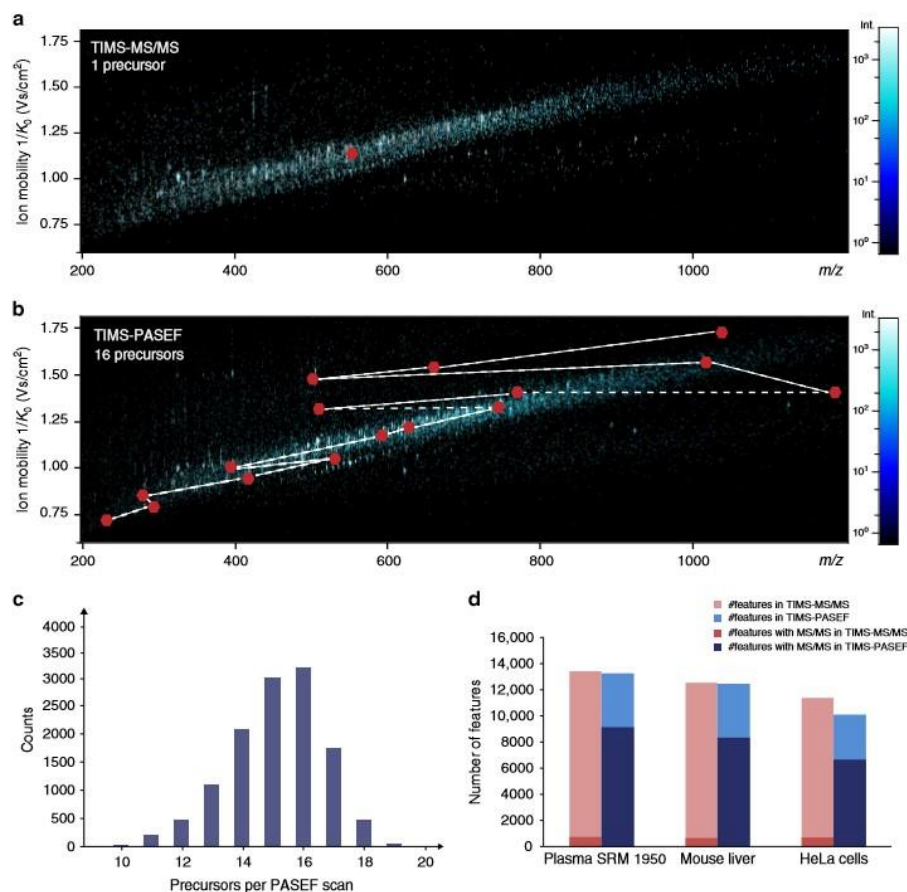 a
TIMS-MS/MS
1 precursor
Ion mobility 1/K0 (Vs/cm²)
1.75
1.50
1.25
1.00
0.75
200
400
600
800
1000
m/z
Int.
10³
10²
10¹
10⁰
b
TIMS-PASEF
16 precursors
Ion mobility 1/K0 (Vs/cm²)
1.75
1.50
1.25
1.00
0.75
200
400
600
800
1000
m/z
Int.
10³
10²
10¹
10⁰
c
Counts
4000
3500
3000
2500
2000
1500
1000
500
0
10
12
14
16
18
20
Precursors per PASEF scan
d
#features in TIMS-MS/MS
#features in TIMS-PASEF
#features with MS/MS in TIMS-MS/MS
#features with MS/MS in TIMS-PASEF
Number of features
16,000
14,000
12,000
10,000
8000
6000
4000
2000
0
Plasma SRM 1950
Mouse liver
HeLa cells